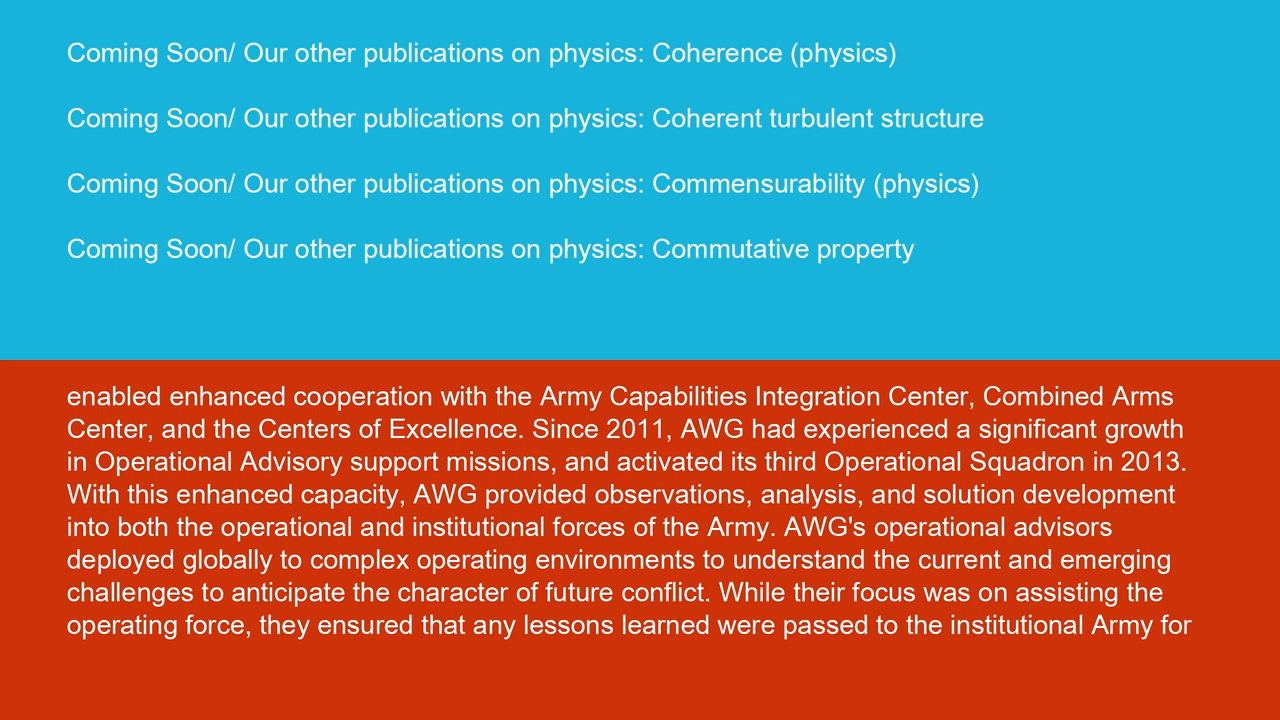 Coming Soon/ Our other publications on physics: Coherence (physics)
Coming Soon/ Our other publications on physics: Coherent turbulent structure
Coming Soon/ Our other publications on physics: Commensurability (physics)
Coming Soon/ Our other publications on physics: Commutative property
enabled enhanced cooperation with the Army Capabilities Integration Center, Combined Arms
Center, and the Centers of Excellence. Since 2011, AWG had experienced a significant growth
in Operational Advisory support missions, and activated its third Operational Squadron in 2013.
With this enhanced capacity, AWG provided observations, analysis, and solution development
into both the operational and institutional forces of the Army. AWG's operational advisors
deployed globally to complex operating environments to understand the current and emerging
challenges to anticipate the character of future conflict. While their focus was on assisting the
operating force, they ensured that any lessons learned were passed to the institutional Army for